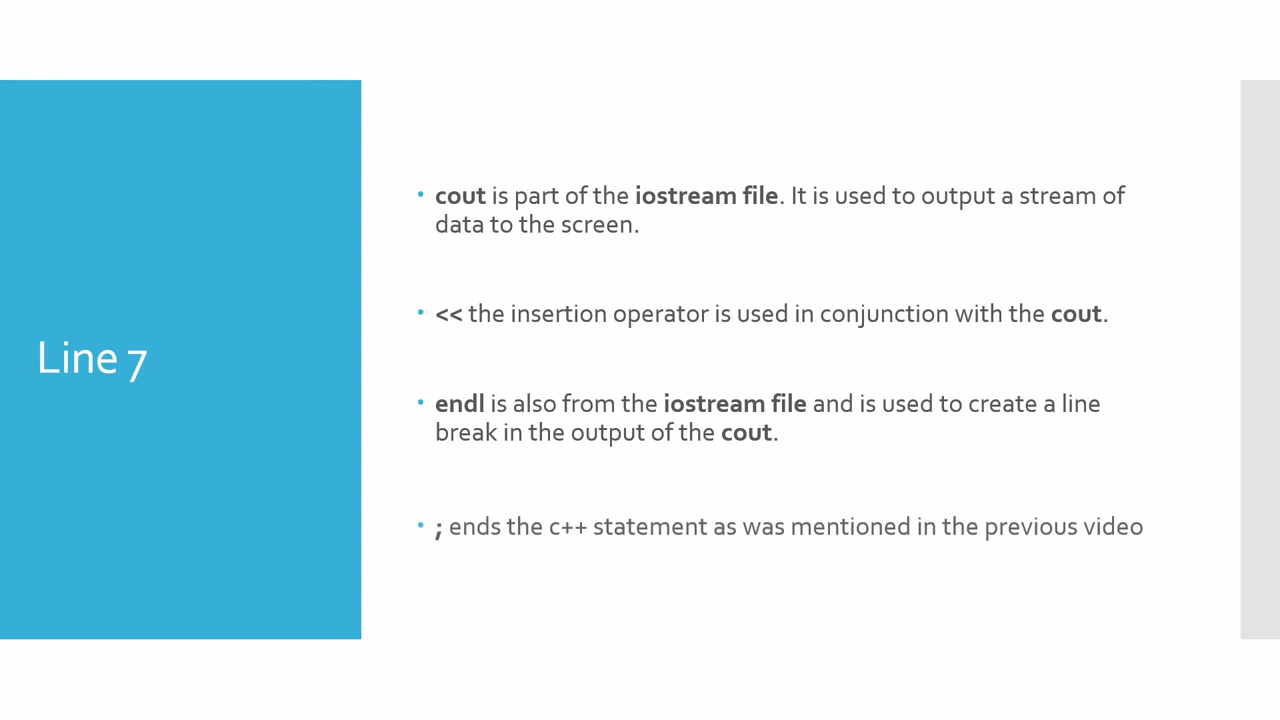 Line 7
• cout is part of the iostream file. It is used to output a stream of
data to the screen.
• << the insertion operator is used in conjunction with the cout.
• endl is also from the iostream file and is used to create a line
break in the output of the cout.
• ; ends the c++ statement as was mentioned in the previous video